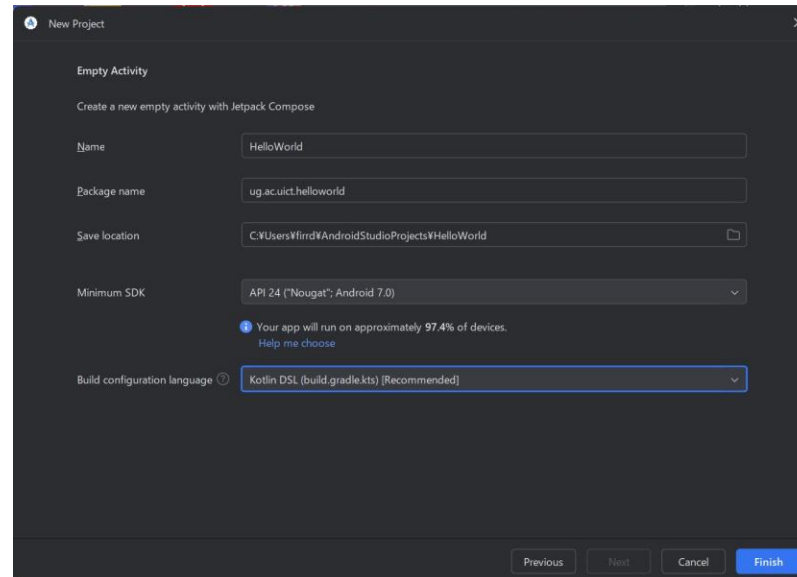 New Project
Empty Activity
Create a new empty activity with Jetpack Compose
Name HelloWorld
Package name ug.ac.uict.helloworld
Save location C:¥Users¥firrd¥AndroidStudioProjects¥HelloWorld
Minimum SDK API 24 ("Nougat"; Android 7.0)
Your app will run on approximately 97.4% of devices.
Help me choose
Build configuration language Kotlin DSL (build.gradle.kts) [Recommended]
Previous Next Cancel Finish